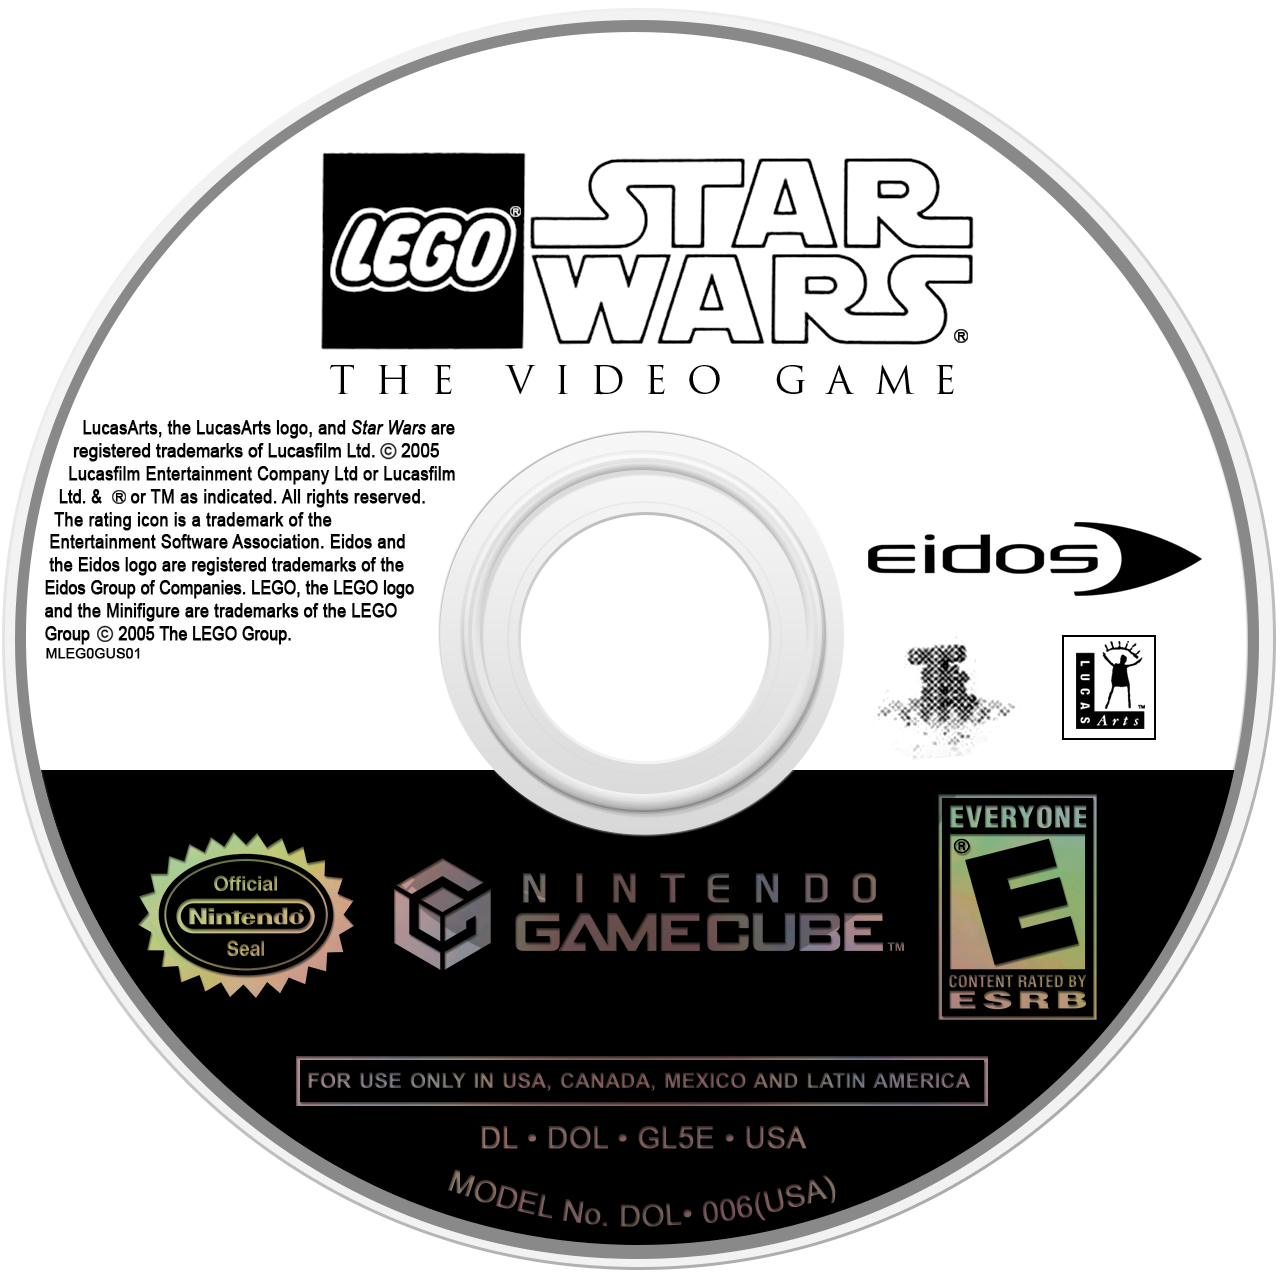 LEGO®
STAR
WARS®
THE VIDEO GAME
LucasArts, the LucasArts logo, and Star Wars are
registered trademarks of Lucasfilm Ltd. © 2005
Lucasfilm Entertainment Company Ltd or Lucasfilm
Ltd. & ® or TM as indicated. All rights reserved.
The rating icon is a trademark of the
Entertainment Software Association. Eidos and
the Eidos logo are registered trademarks of the
Eidos Group of Companies. LEGO, the LEGO logo
and the Minifigure are trademarks of the LEGO
Group © 2005 The LEGO Group.
MLEG0GUS01
eidos
LUCAS
Arts™
Official
Nintendo®
Seal
NINTENDO
GAMECUBE™
EVERYONE
®
E
CONTENT RATED BY
ESRB
FOR USE ONLY IN USA, CANADA, MEXICO AND LATIN AMERICA
DL • DOL • GL5E • USA
MODEL No. DOL• 006(USA)